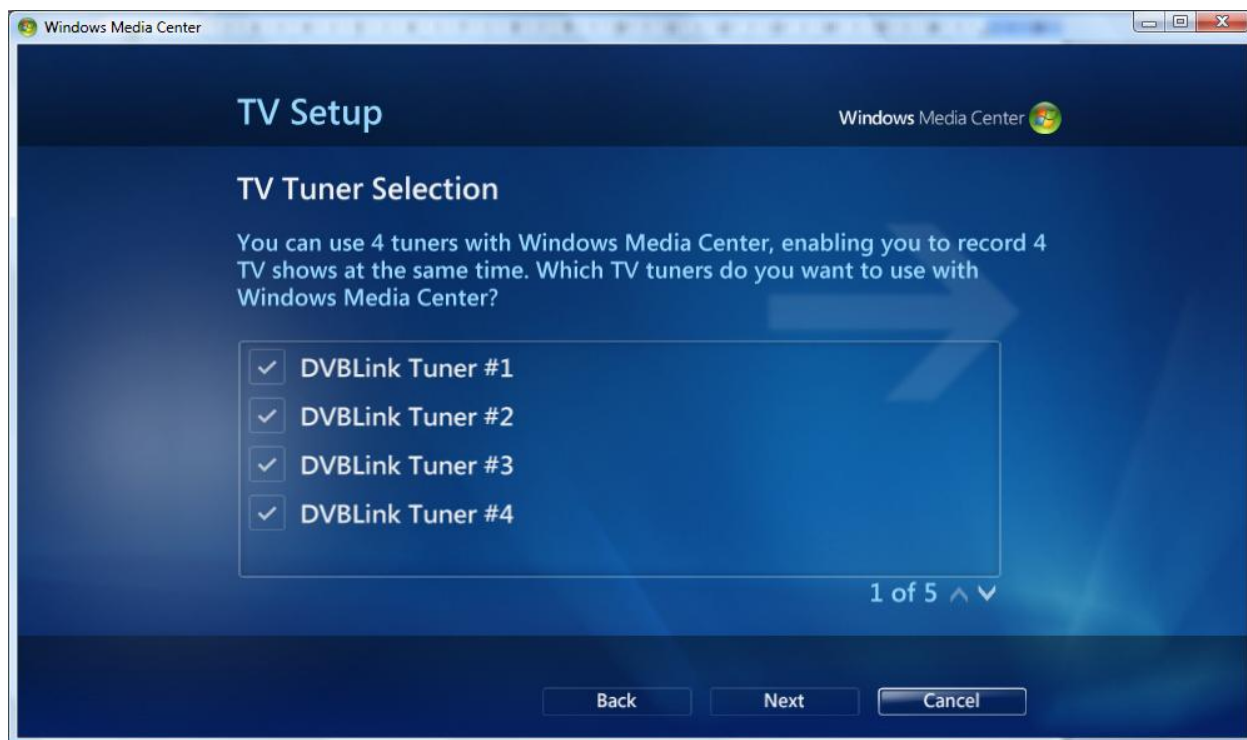 Windows Media Center
TV Setup
Windows Media Center
TV Tuner Selection
You can use 4 tuners with Windows Media Center, enabling you to record 4
TV shows at the same time. Which TV tuners do you want to use with
Windows Media Center?
DVBLink Tuner #1
DVBLink Tuner #2
DVBLink Tuner #3
DVBLink Tuner #4
1 of 5
Back Next Cancel